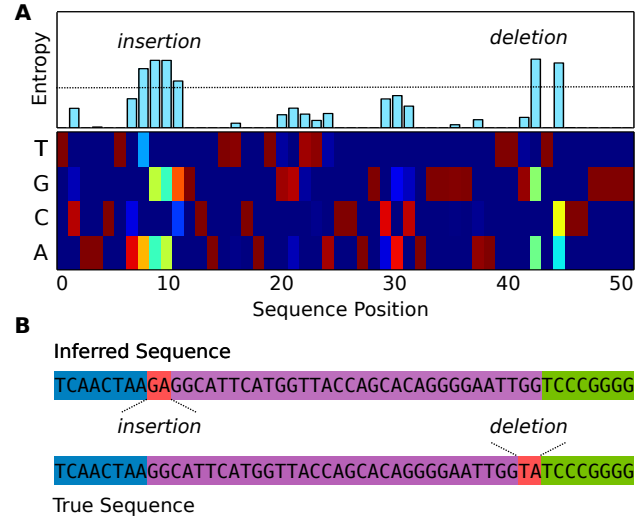 A
insertion
deletion
Entropy
T
G
C
A
0 10 20 30 40 50
Sequence Position
B
Inferred Sequence
TCAACTAAGAGGCATTCATGGTTACCAGCACAGGGGAATTGGTCCCGGGG
insertion
deletion
TCAACTAAGGCATTCATGGTTACCAGCACAGGGGAATTGGTATCCCGGGG
True Sequence